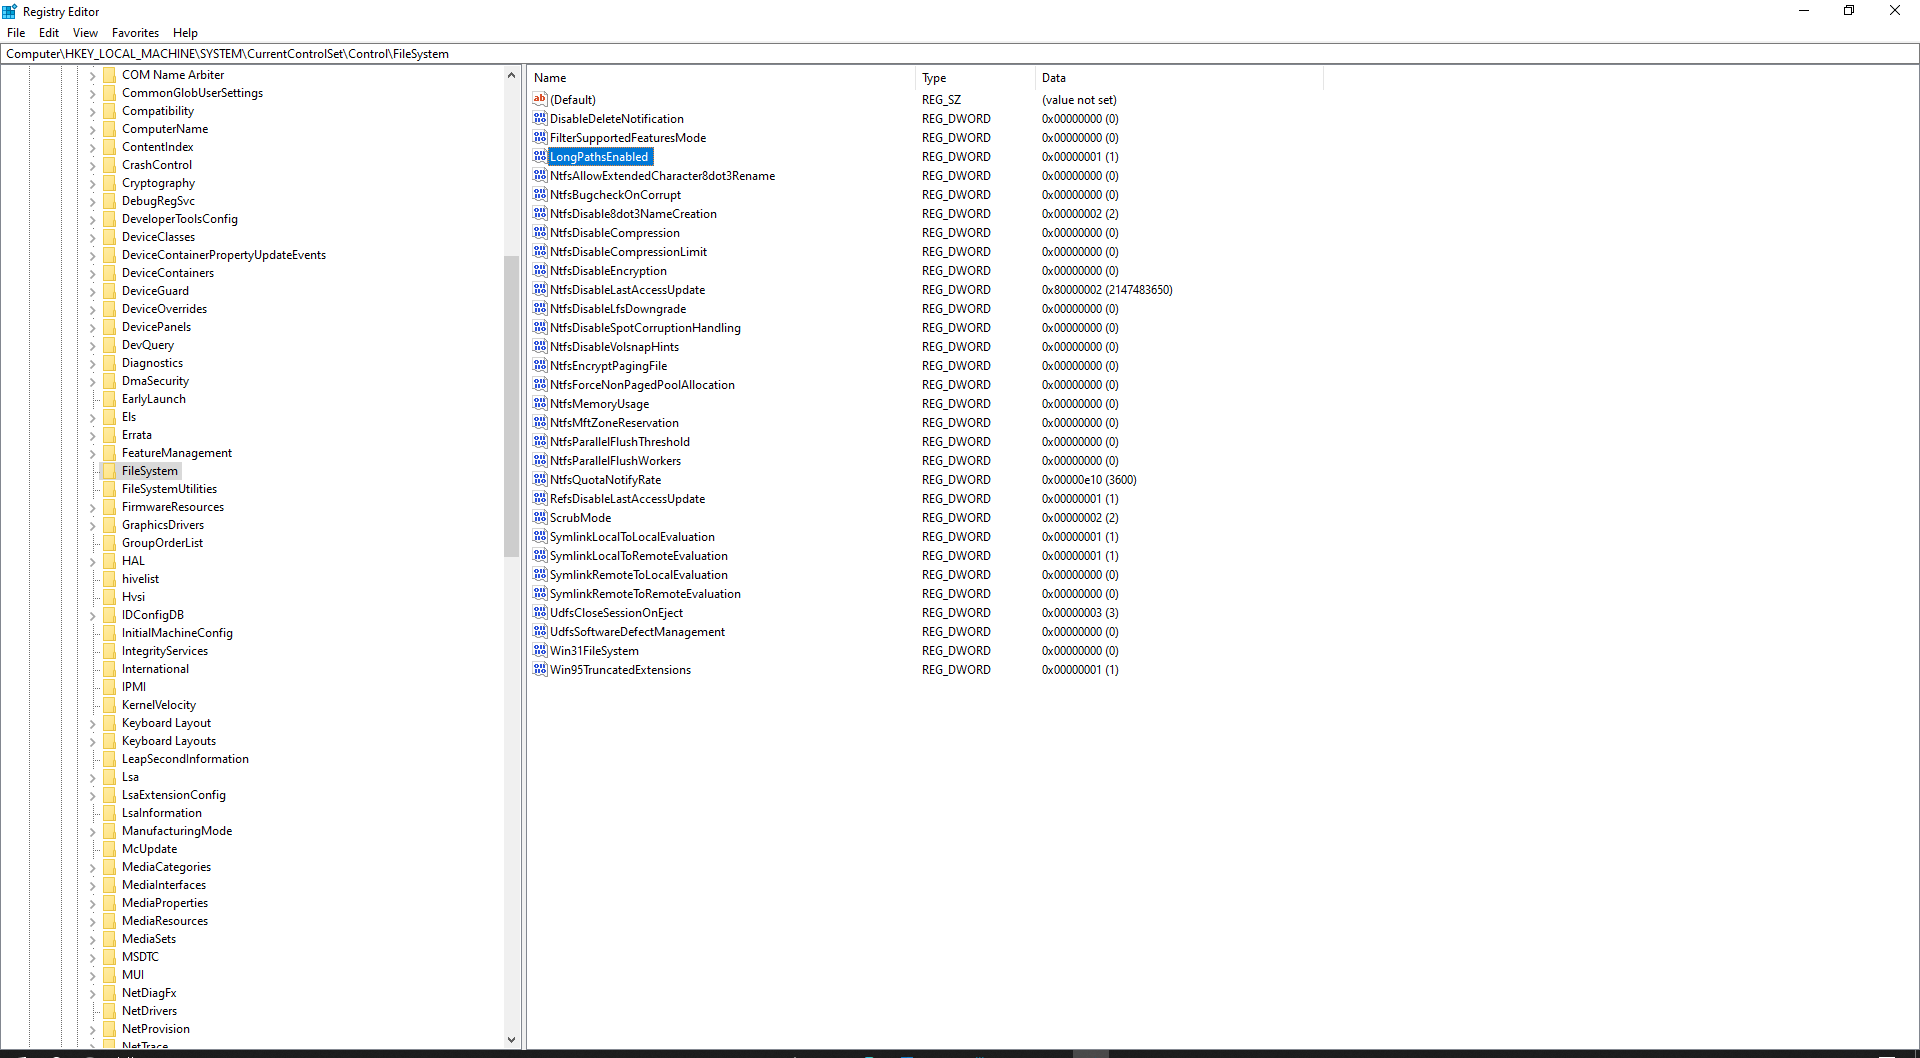 Registry Editor
File Edit View Favorites Help
Computer\HKEY_LOCAL_MACHINE\SYSTEM\CurrentControlSet\Control\FileSystem
COM Name Arbiter
CommonGlobUserSettings
Compatibility
ComputerName
ContentIndex
CrashControl
Cryptography
DebugRegSvc
DeveloperToolsConfig
DeviceClasses
DeviceContainerPropertyUpdateEvents
DeviceContainers
DeviceGuard
DeviceOverrides
DevicePanels
DevQuery
Diagnostics
DmaSecurity
EarlyLaunch
Els
Errata
FeatureManagement
FileSystem
FileSystemUtilities
FirmwareResources
GraphicsDrivers
GroupOrderList
HAL
hivelist
Hvsi
IDConfigDB
InitialMachineConfig
IntegrityServices
International
IPMI
KernelVelocity
Keyboard Layout
Keyboard Layouts
LeapSecondInformation
Lsa
LsaExtensionConfig
LsaInformation
ManufacturingMode
McUpdate
MediaCategories
MediaInterfaces
MediaProperties
MediaResources
MediaSets
MSDTC
MUI
NetDiagFx
NetDrivers
NetProvision
NetTrace
Name Type Data
(Default) REG_SZ (value not set)
DisableDeleteNotification REG_DWORD 0x00000000 (0)
FilterSupportedFeaturesMode REG_DWORD 0x00000000 (0)
LongPathsEnabled REG_DWORD 0x00000001 (1)
NtfsAllowExtendedCharacter8dot3Rename REG_DWORD 0x00000000 (0)
NtfsBugcheckOnCorrupt REG_DWORD 0x00000000 (0)
NtfsDisable8dot3NameCreation REG_DWORD 0x00000002 (2)
NtfsDisableCompression REG_DWORD 0x00000000 (0)
NtfsDisableCompressionLimit REG_DWORD 0x00000000 (0)
NtfsDisableEncryption REG_DWORD 0x00000000 (0)
NtfsDisableLastAccessUpdate REG_DWORD 0x80000002 (2147483650)
NtfsDisableLfsDowngrade REG_DWORD 0x00000000 (0)
NtfsDisableSpotCorruptionHandling REG_DWORD 0x00000000 (0)
NtfsDisableVolsnapHints REG_DWORD 0x00000000 (0)
NtfsEncryptPagingFile REG_DWORD 0x00000000 (0)
NtfsForceNonPagedPoolAllocation REG_DWORD 0x00000000 (0)
NtfsMemoryUsage REG_DWORD 0x00000000 (0)
NtfsMftZoneReservation REG_DWORD 0x00000000 (0)
NtfsParallelFlushThreshold REG_DWORD 0x00000000 (0)
NtfsParallelFlushWorkers REG_DWORD 0x00000000 (0)
NtfsQuotaNotifyRate REG_DWORD 0x00000e10 (3600)
RefsDisableLastAccessUpdate REG_DWORD 0x00000001 (1)
ScrubMode REG_DWORD 0x00000002 (2)
SymlinkLocalToLocalEvaluation REG_DWORD 0x00000001 (1)
SymlinkLocalToRemoteEvaluation REG_DWORD 0x00000001 (1)
SymlinkRemoteToLocalEvaluation REG_DWORD 0x00000000 (0)
SymlinkRemoteToRemoteEvaluation REG_DWORD 0x00000000 (0)
UdfsCloseSessionOnEject REG_DWORD 0x00000003 (3)
UdfsSoftwareDefectManagement REG_DWORD 0x00000000 (0)
Win31FileSystem REG_DWORD 0x00000000 (0)
Win95TruncatedExtensions REG_DWORD 0x00000001 (1)